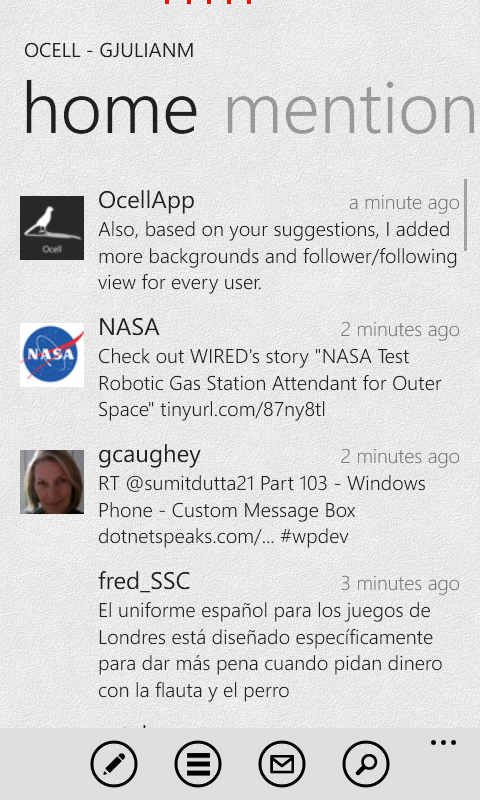 OCELL - GJULIANM
home mention
OcellApp a minute ago
Also, based on your suggestions, I added
more backgrounds and follower/following
view for every user.
Ocell
NASA 2 minutes ago
Check out WIRED's story "NASA Test
Robotic Gas Station Attendant for Outer
Space" tinyurl.com/87ny8tl
NASA
gcaughey 2 minutes ago
RT @sumitdutta21 Part 103 - Windows
Phone - Custom Message Box
dotnetspeaks.com/... #wpdev
fred_SSC 3 minutes ago
El uniforme español para los juegos de
Londres está diseñado específicamente
para dar más pena cuando pidan dinero
con la flauta y el perro